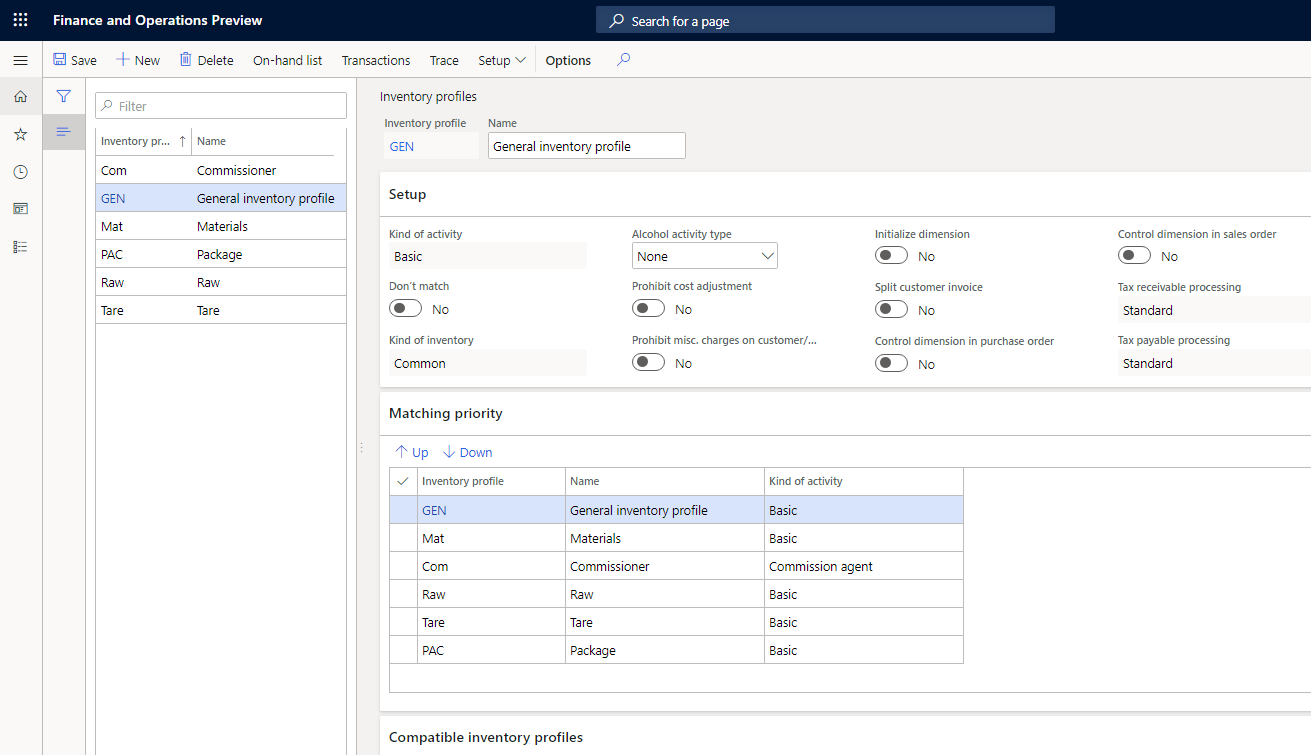 Finance and Operations Preview
Search for a page
Save New Delete On-hand list Transactions Trace Setup Options
Filter
Inventory pr... Name
Com Commissioner
GEN General inventory profile
Mat Materials
PAC Package
Raw Raw
Tare Tare
Inventory profiles
Inventory profile Name
GEN General inventory profile
Setup
Kind of activity Alcohol activity type Initialize dimension Control dimension in sales order
Basic None No No
Don't match Prohibit cost adjustment Split customer invoice Tax receivable processing
No No No Standard
Kind of inventory Prohibit misc. charges on customer/... Control dimension in purchase order Tax payable processing
Common No No Standard
Matching priority
Up Down
Inventory profile Name Kind of activity
GEN General inventory profile Basic
Mat Materials Basic
Com Commissioner Commission agent
Raw Raw Basic
Tare Tare Basic
PAC Package Basic
Compatible inventory profiles